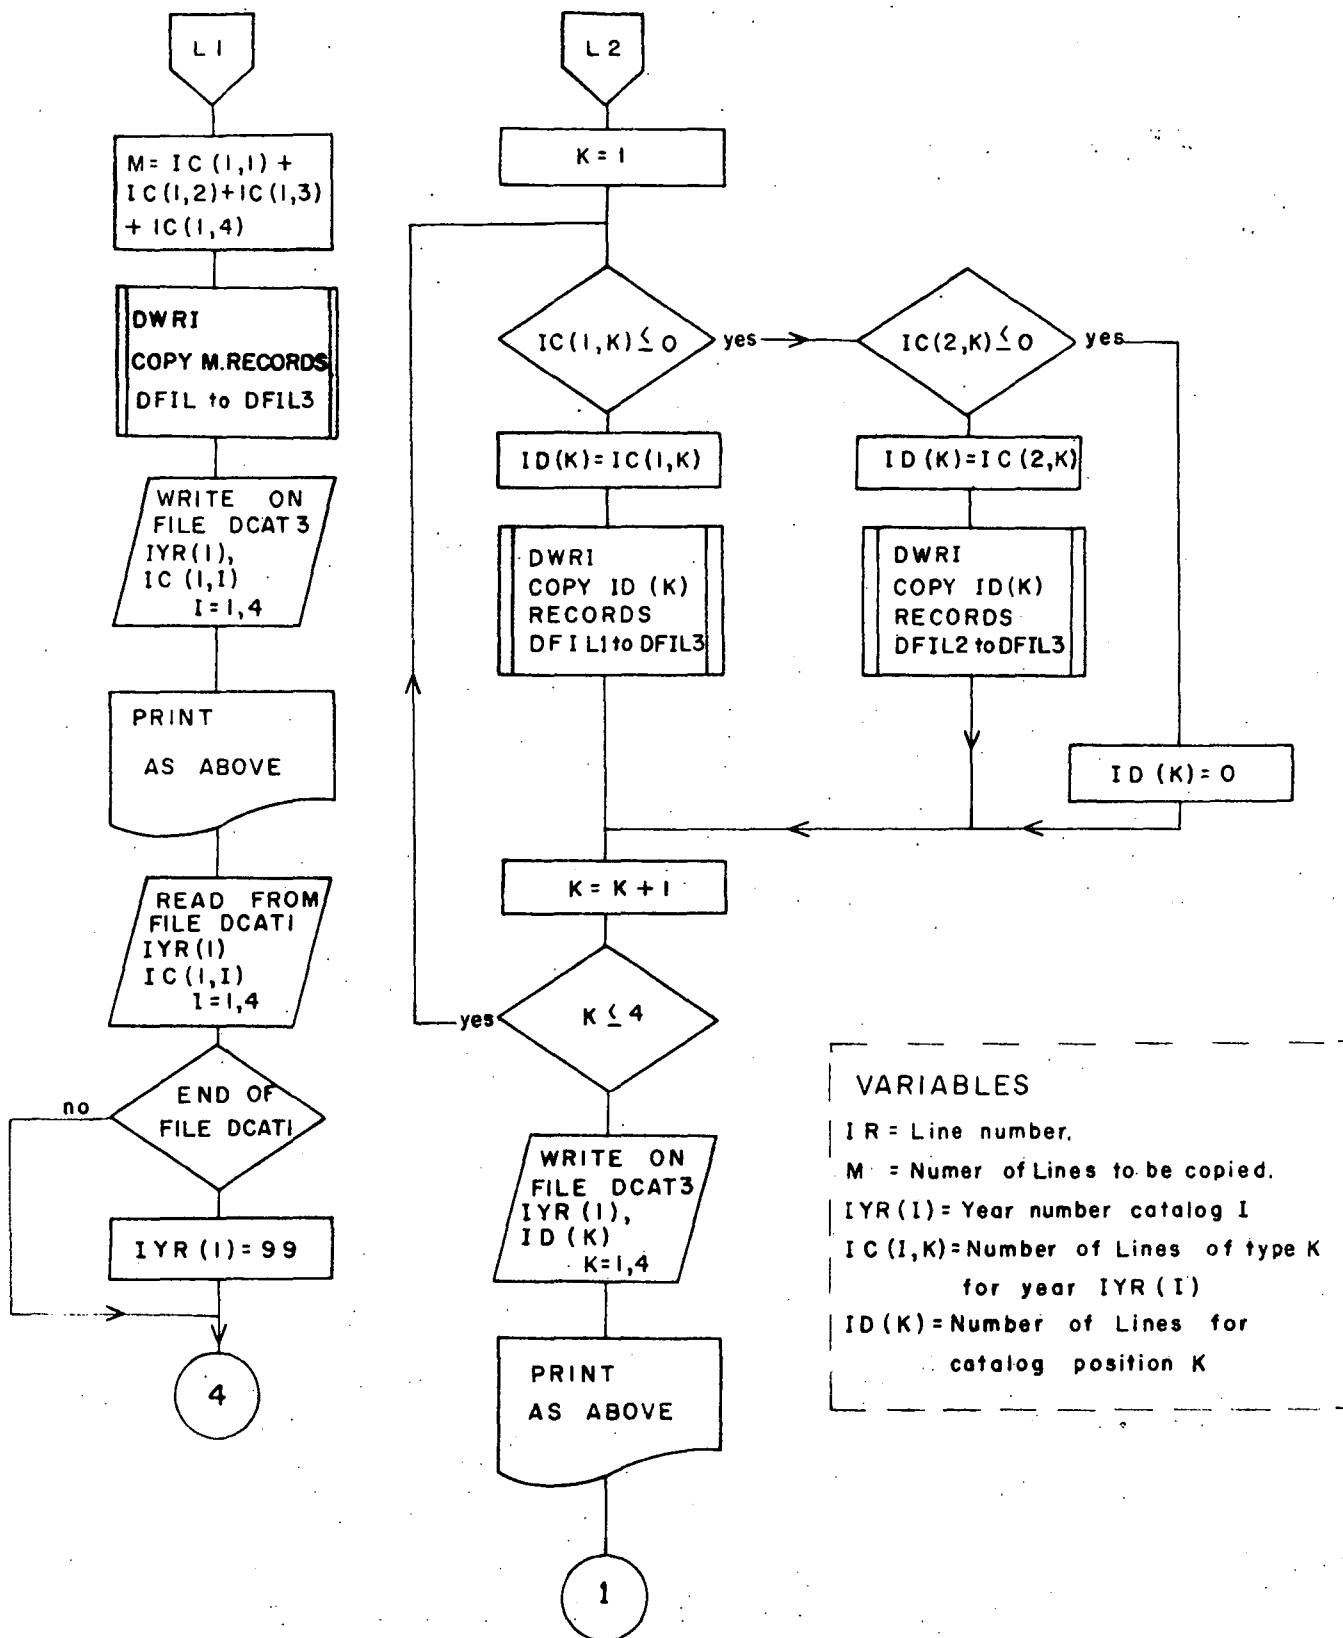 L1
M= IC(1,1) +
IC(1,2)+IC(1,3)
+ IC(1,4)
DWRI
COPY M.RECORDS
DFIL to DFIL3
WRITE ON
FILE DCAT3
IYR(1),
IC(1,I)
I=1,4
PRINT
AS ABOVE
READ FROM
FILE DCAT1
IYR(1)
IC(1,I)
I=1,4
END OF
FILE DCAT1
no
IYR(1)=99
4
L2
K=1
IC(1,K)≤0
yes
IC(2,K)≤0
yes
ID(K)=IC(1,K)
ID(K)=IC(2,K)
DWRI
COPY ID(K)
RECORDS
DFIL1 to DFIL3
DWRI
COPY ID(K)
RECORDS
DFIL2 to DFIL3
ID(K)=0
K=K+1
K≤4
yes
WRITE ON
FILE DCAT3
IYR(1),
ID(K)
K=1,4
PRINT
AS ABOVE
1
VARIABLES
IR = Line number.
M = Numer of Lines to be copied.
IYR(I)= Year number catalog I
IC(I,K)=Number of Lines of type K
for year IYR(I)
ID(K)=Number of Lines for
catalog position K